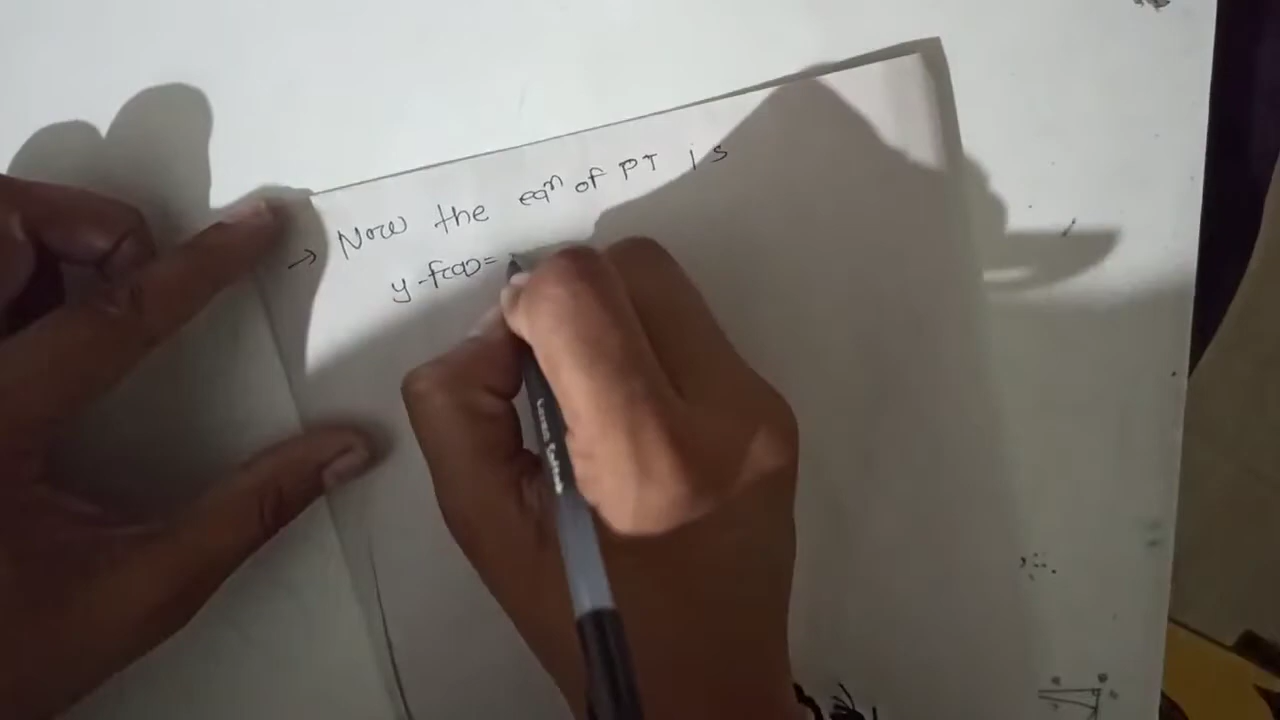 → Now the eqⁿ of PT is
y-f(a)=